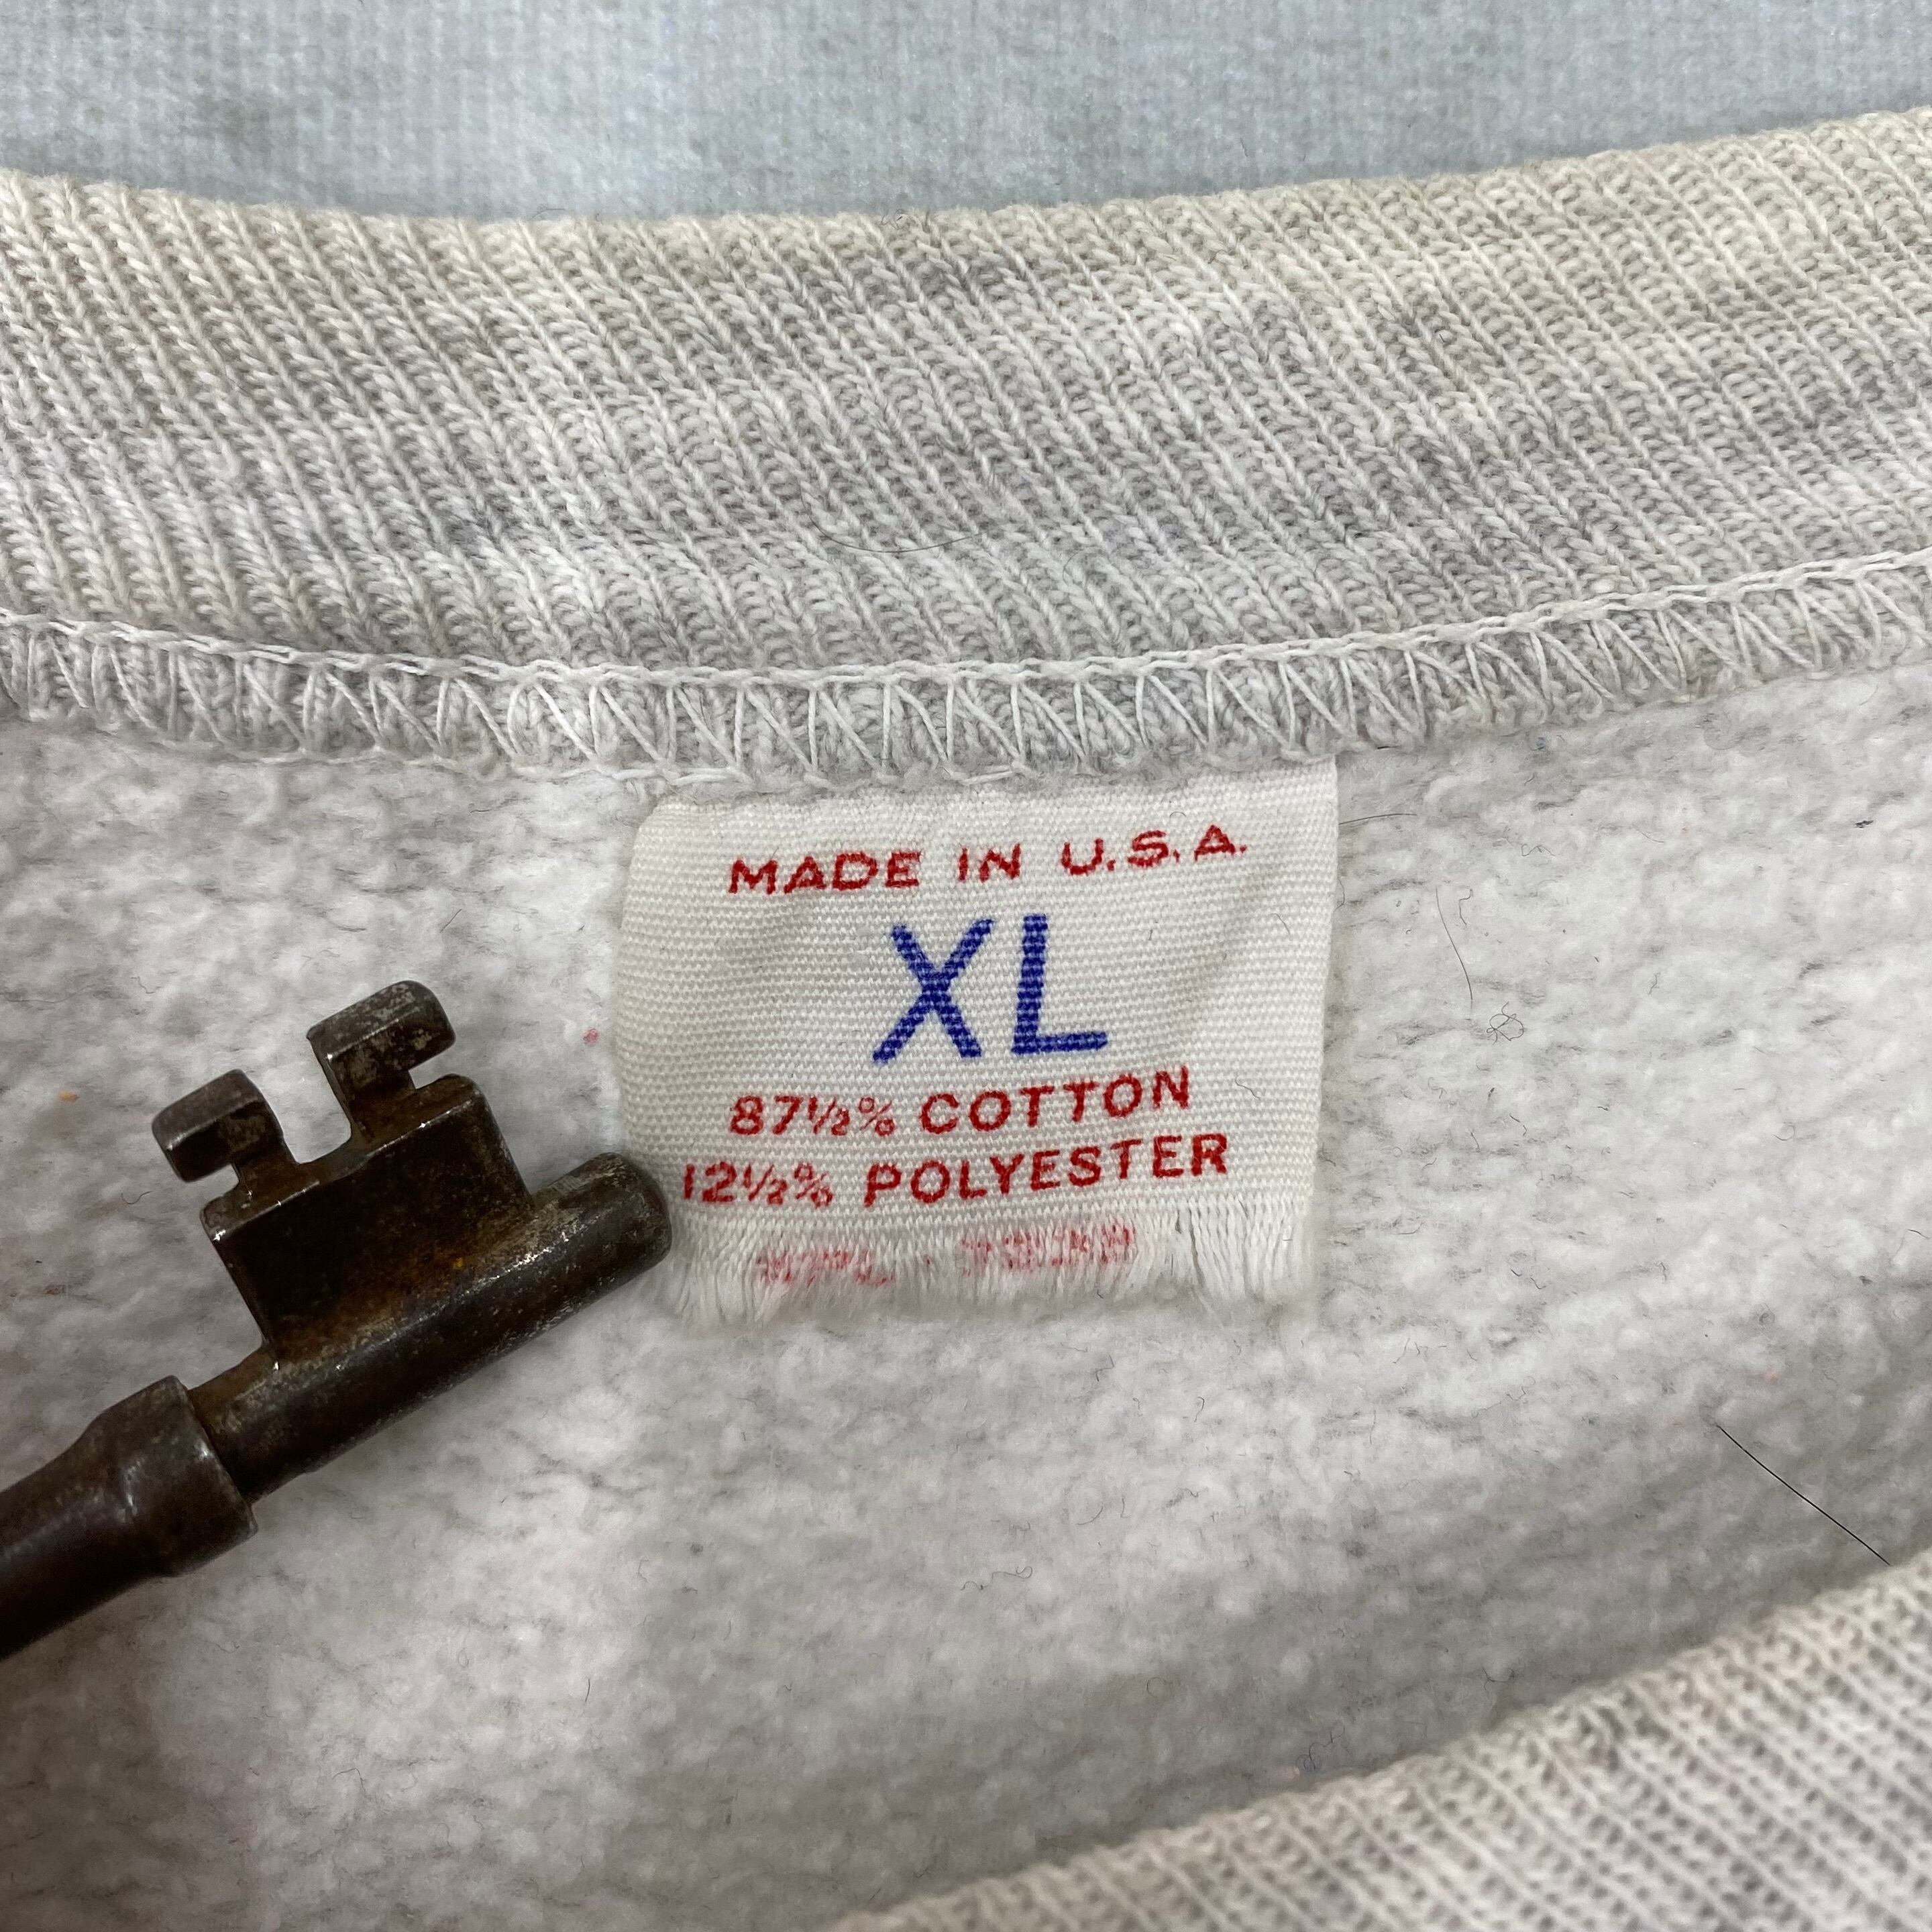 MADE IN U.S.A.
XL
87½% COTTON
12½% POLYESTER